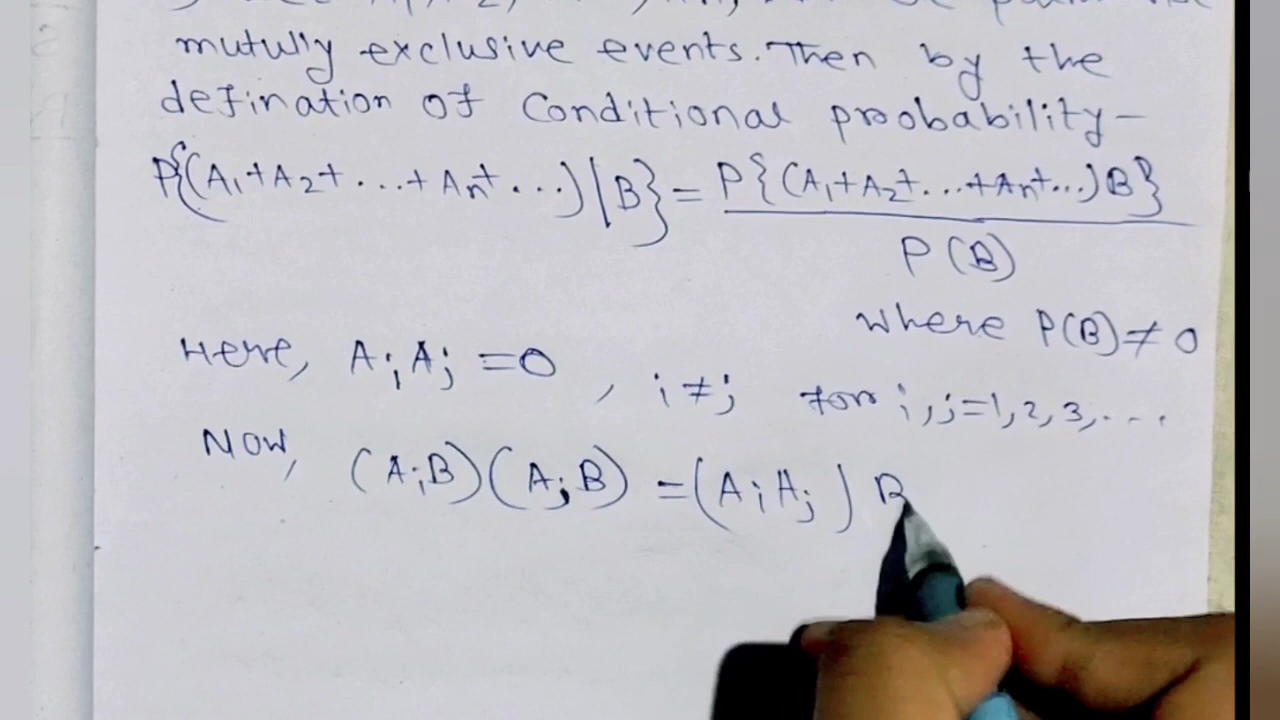 mutully exclusive events. Then by the
defination of Conditional probability-
P{(A₁+A₂+...+Aₙ+...)|B} = P{(A₁+A₂+...+Aₙ+...)B}
P(B)
where P(B)≠0
Here, AᵢAⱼ =0 , i≠j for i,j=1,2,3,...
Now, (AᵢB)(AⱼB) =(AᵢAⱼ) B